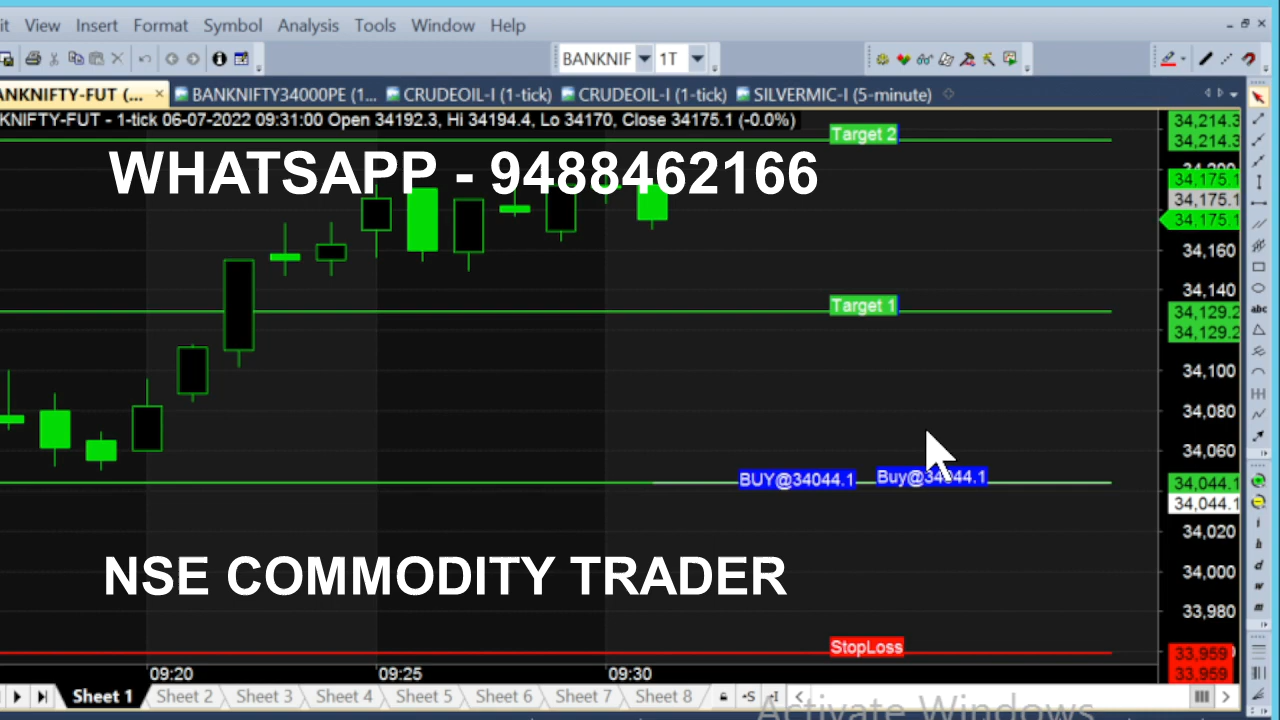 it View Insert Format Symbol Analysis Tools Window Help
BANKNIF 1T
ANKNIFTY-FUT (... × BANKNIFTY34000PE (1... CRUDEOIL-I (1-tick) CRUDEOIL-I (1-tick) SILVERMIC-I (5-minute)
KNIFTY-FUT - 1-tick 06-07-2022 09:31:00 Open 34192.3, Hi 34194.4, Lo 34170, Close 34175.1 (-0.0%)
34,214.3
Target 2
34,214.3
WHATSAPP - 9488462166
34,175.1
34,175.1
34,175.1
34,160
34,140
Target 1
34,129.2
34,129.2
34,100
34,080
34,060
BUY@34044.1 Buy@34044.1
34,044.1
34,044.1
34,020
NSE COMMODITY TRADER
34,000
33,980
StopLoss
33,959
33,959
09:20 09:25 09:30
Sheet 1 Sheet 2 Sheet 3 Sheet 4 Sheet 5 Sheet 6 Sheet 7 Sheet 8
Activate Windows
abc
i
h
d
w
m